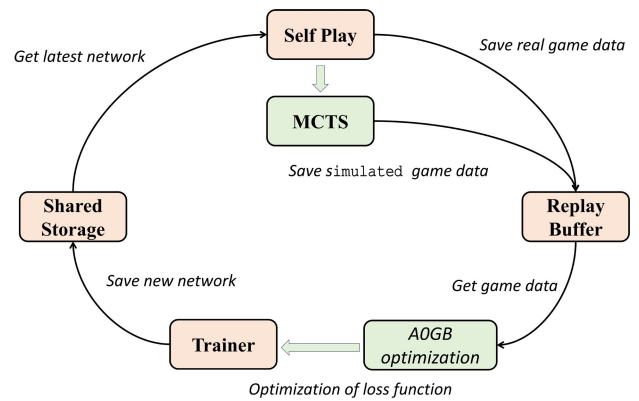 Self Play
Get latest network
Save real game data
MCTS
Save simulated game data
Shared
Storage
Replay
Buffer
Save new network
Get game data
Trainer
A0GB
optimization
Optimization of loss function